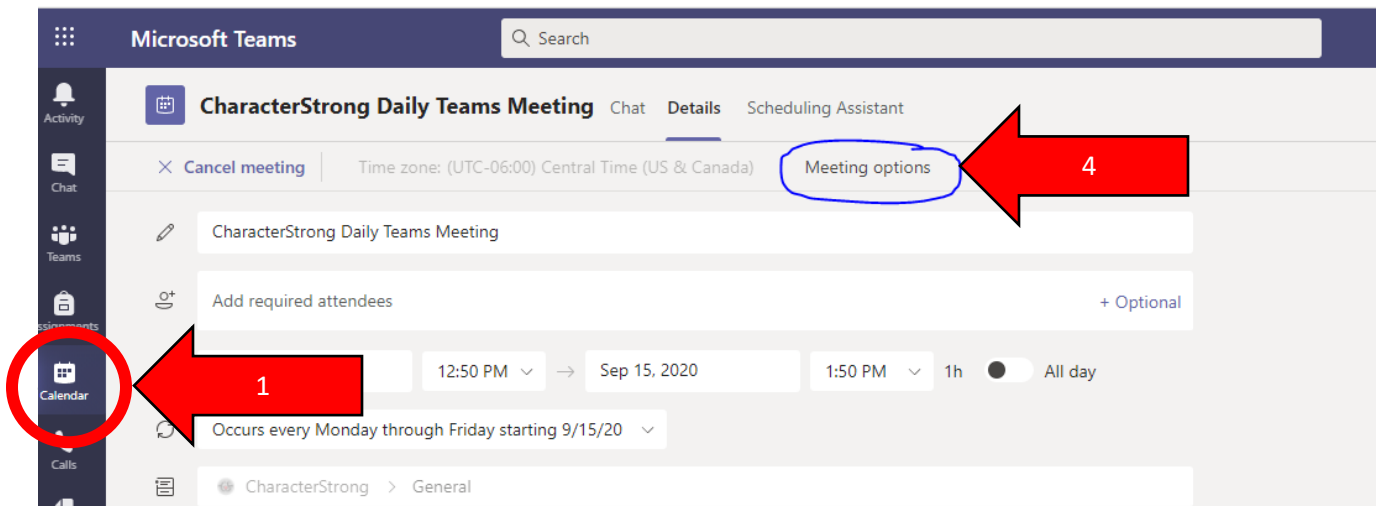 Microsoft Teams
Search
Activity
CharacterStrong Daily Teams Meeting Chat Details Scheduling Assistant
Cancel meeting Time zone: (UTC-06:00) Central Time (US & Canada) Meeting options 4
Chat
CharacterStrong Daily Teams Meeting
Teams
Add required attendees + Optional
ssignments
12:50 PM → Sep 15, 2020 1:50 PM 1h All day
Calendar 1
Occurs every Monday through Friday starting 9/15/20
Calls
CharacterStrong > General